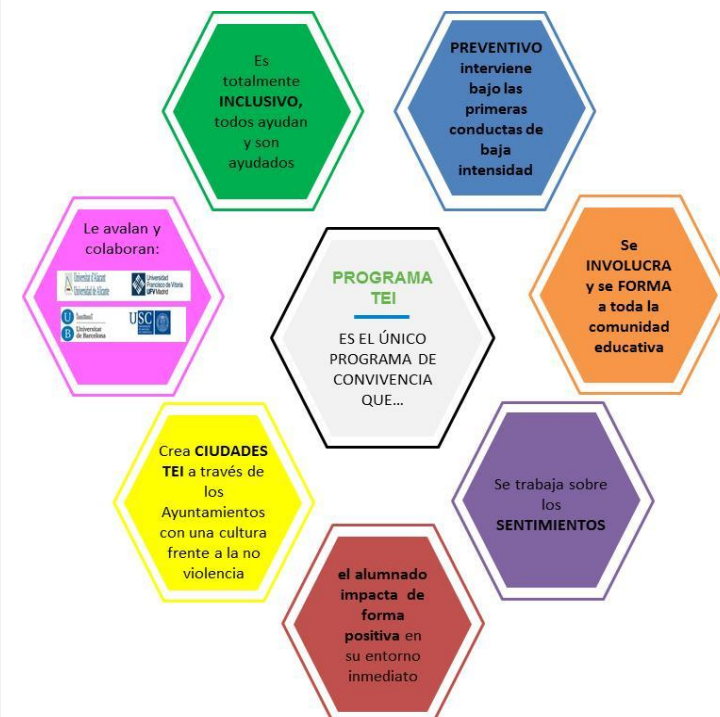 Es
totalmente
INCLUSIVO,
todos ayudan
y son
ayudados
PREVENTIVO
interviene
bajo las
primeras
conductas de
baja
intensidad
Le avalan y
colaboran:
Universitat d'Alacant
Universidad de Alicante
Universidad
Francisco de Vitoria
UFV Madrid
UB
Universitat
de Barcelona
USC
PROGRAMA
TEI
ES EL ÚNICO
PROGRAMA DE
CONVIVENCIA
QUE...
Se
INVOLUCRA
y se FORMA
a toda la
comunidad
educativa
Crea CIUDADES
TEI a través de
los
Ayuntamientos
con una cultura
frente a la no
violencia
Se trabaja sobre
los
SENTIMIENTOS
el alumnado
impacta de
forma
positiva en
su entorno
inmediato